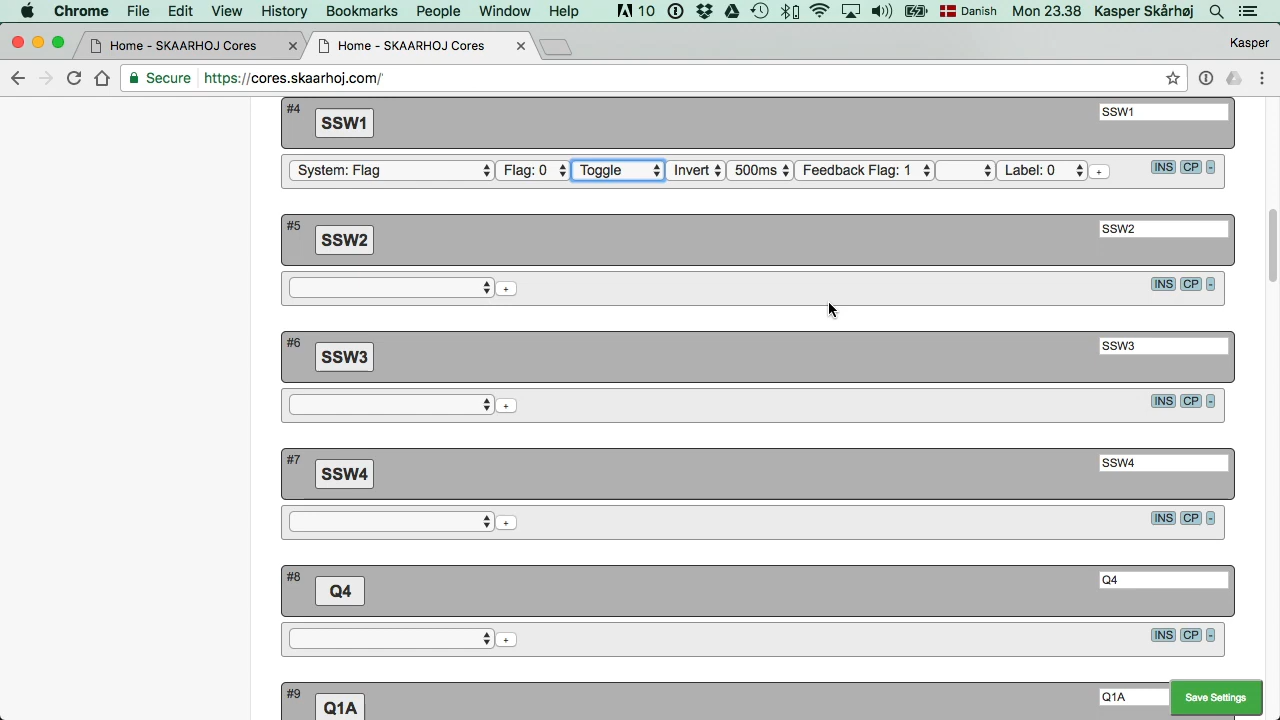 Chrome File Edit View History Bookmarks People Window Help 10 Danish Mon 23.38 Kasper Skårhøj
Home - SKAARHOJ Cores Home - SKAARHOJ Cores Kasper
Secure https://cores.skaarhoj.com/
#4 SSW1 SSW1
System: Flag Flag: 0 Toggle Invert 500ms Feedback Flag: 1 Label: 0 + INS CP -
#5 SSW2 SSW2
+ INS CP -
#6 SSW3 SSW3
+ INS CP -
#7 SSW4 SSW4
+ INS CP -
#8 Q4 Q4
+ INS CP -
#9 Q1A Q1A
Save Settings